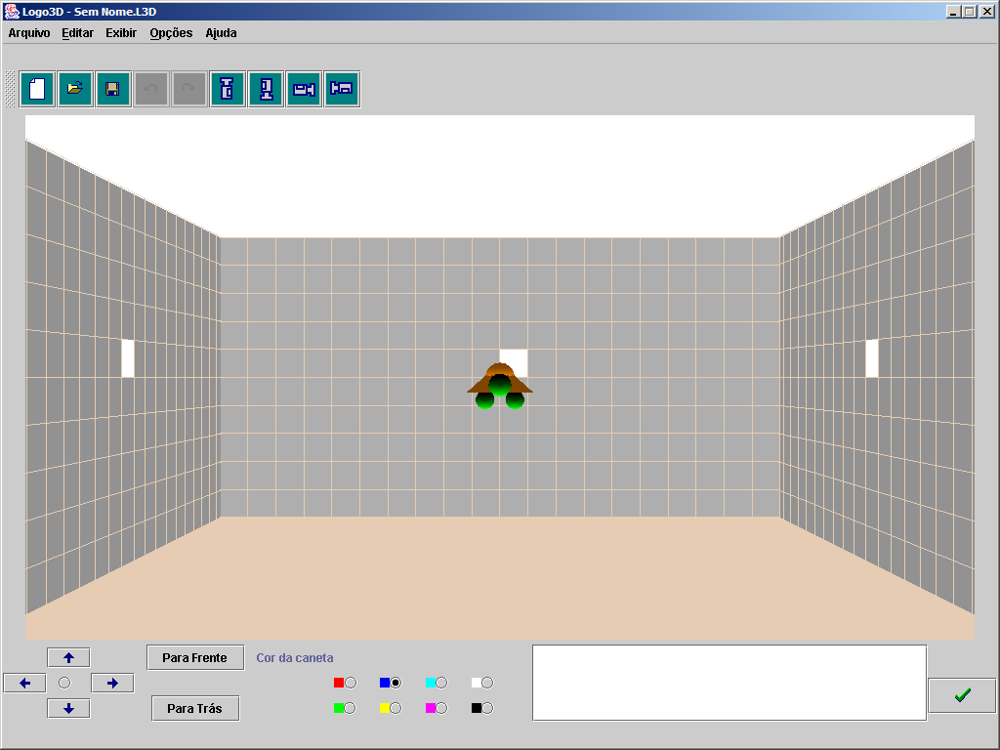 Logo3D - Sem Nome.L3D
Arquivo Editar Exibir Opções Ajuda
Para Frente Cor da caneta
Para Trás